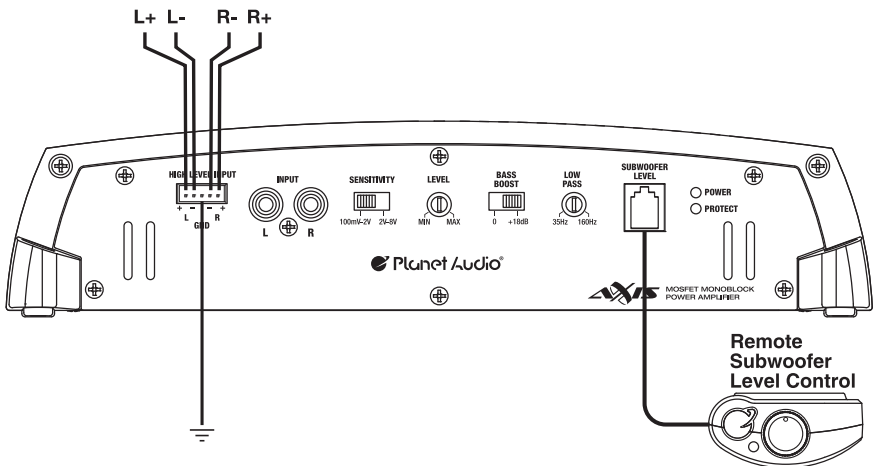 L+ L- R- R+
HIGH LEVEL INPUT
+ - - +
L R
GND
INPUT
L R
SENSITIVITY
100mV-2V 2V-8V
LEVEL
MIN MAX
BASS
BOOST
0 +18dB
LOW
PASS
35Hz 160Hz
SUBWOOFER
LEVEL
POWER
PROTECT
Planet Audio®
AXIS
MOSFET MONOBLOCK
POWER AMPLIFIER
Remote
Subwoofer
Level Control